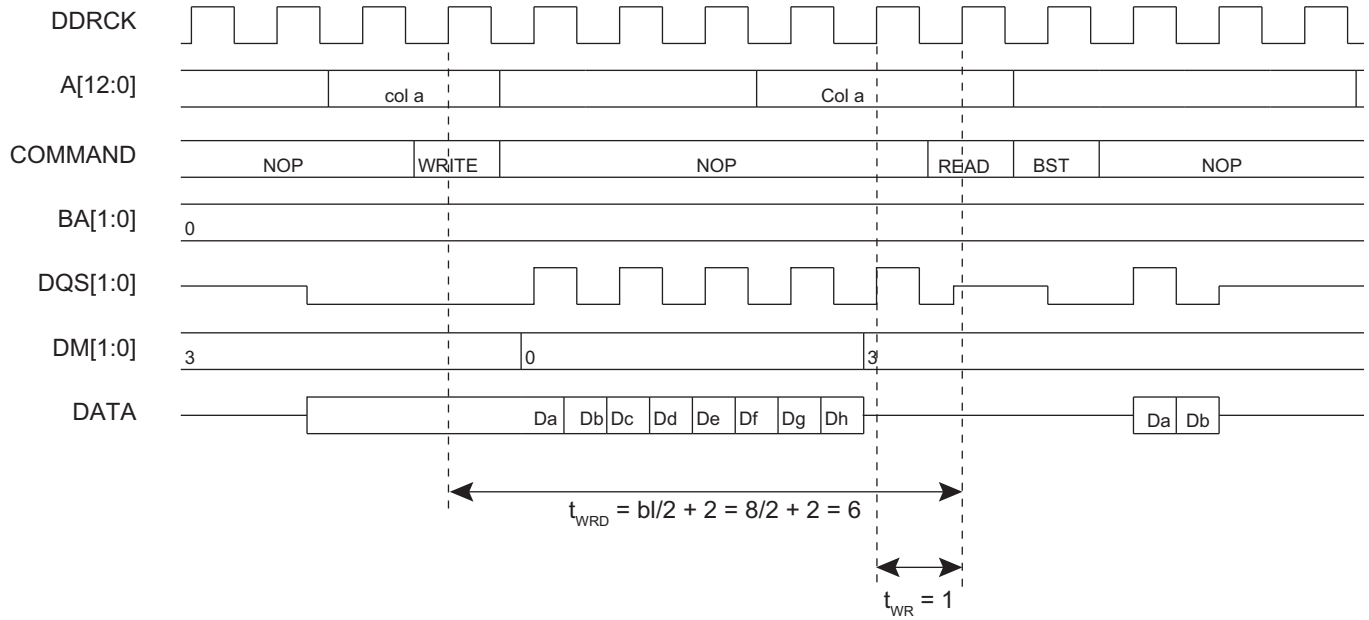 DDRCK
A[12:0]
col a
Col a
COMMAND
NOP
WRITE
NOP
READ
BST
NOP
BA[1:0]
0
DQS[1:0]
DM[1:0]
3
0
3
DATA
Da
Db
Dc
Dd
De
Df
Dg
Dh
Da
Db
tWRD = bl/2 + 2 = 8/2 + 2 = 6
tWR = 1